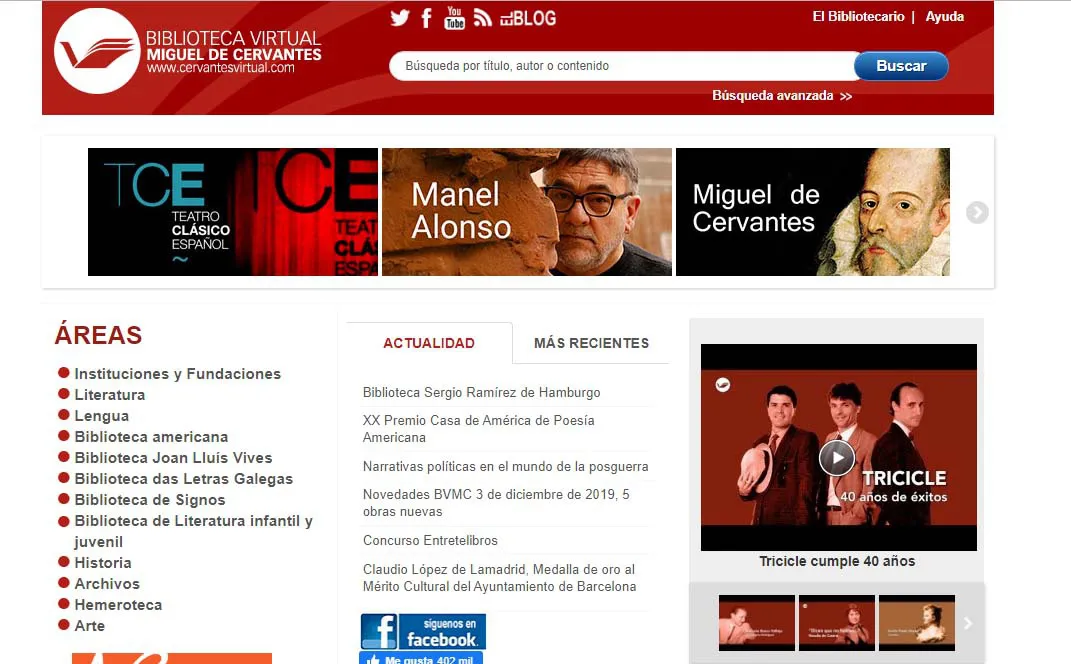 BIBLIOTECA VIRTUAL
MIGUEL DE CERVANTES
www.cervantesvirtual.com
You
Tube
BLOG
El Bibliotecario | Ayuda
Búsqueda por título, autor o contenido
Buscar
Búsqueda avanzada >>
TCE
TEATRO
CLÁSICO
ESPAÑOL
TCE
TEAT
CLÁS
ESPA
Manel
Alonso
Miguel de
Cervantes
ÁREAS
Instituciones y Fundaciones
Literatura
Lengua
Biblioteca americana
Biblioteca Joan Lluís Vives
Biblioteca das Letras Galegas
Biblioteca de Signos
Biblioteca de Literatura infantil y
juvenil
Historia
Archivos
Hemeroteca
Arte
ACTUALIDAD
MÁS RECIENTES
Biblioteca Sergio Ramírez de Hamburgo
XX Premio Casa de América de Poesía
Americana
Narrativas políticas en el mundo de la posguerra
Novedades BVMC 3 de diciembre de 2019, 5
obras nuevas
Concurso Entretelibros
Claudio López de Lamadrid, Medalla de oro al
Mérito Cultural del Ayuntamiento de Barcelona
síguenos en
facebook.
Me gusta 402 mil
TRICICLE
40 años de éxitos
Tricicle cumple 40 años